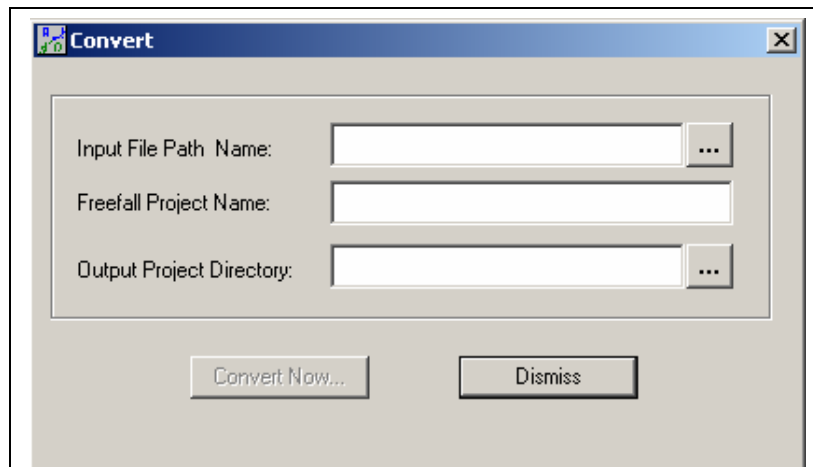 Convert
Input File Path Name:
...
Freefall Project Name:
Output Project Directory:
...
Convert Now...
Dismiss